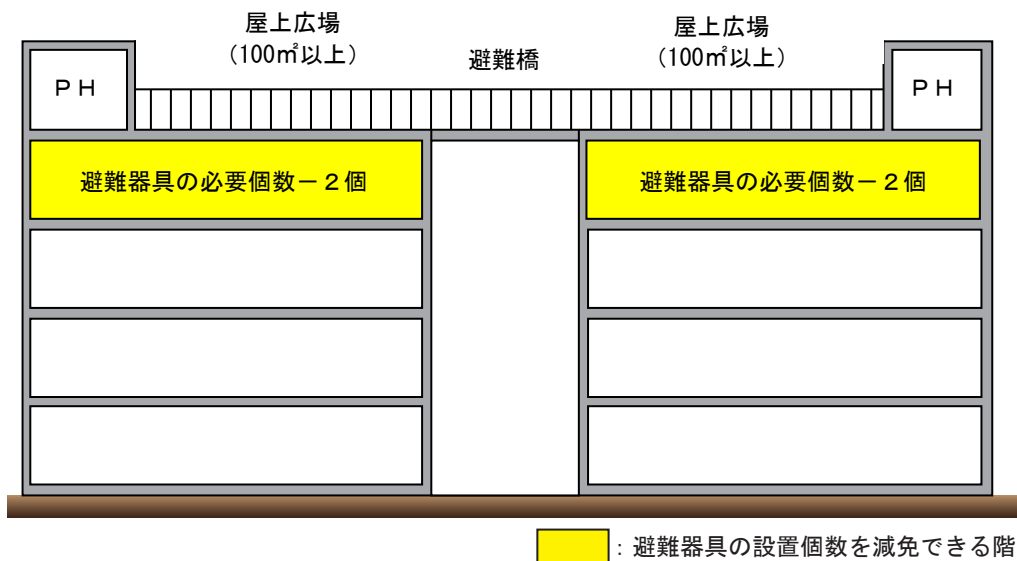 屋上広場
(100㎡以上)
避難橋
屋上広場
(100㎡以上)
ＰＨ
ＰＨ
避難器具の必要個数－２個
避難器具の必要個数－２個
：避難器具の設置個数を減免できる階